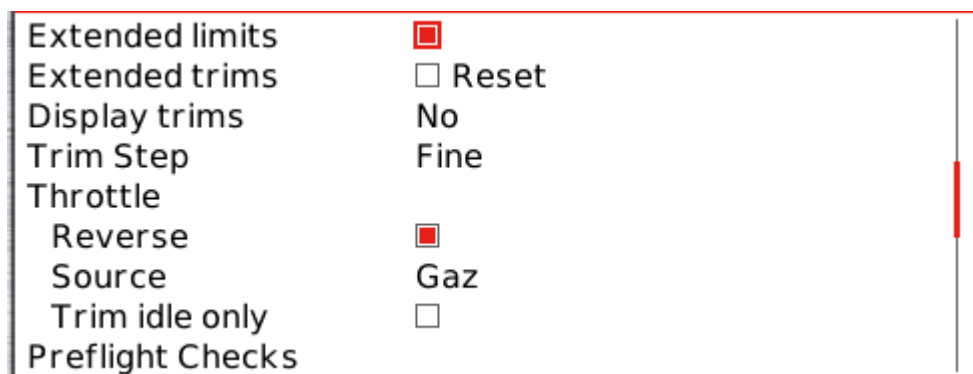 Extended limits
Extended trims Reset
Display trims No
Trim Step Fine
Throttle
Reverse
Source Gaz
Trim idle only
Preflight Checks